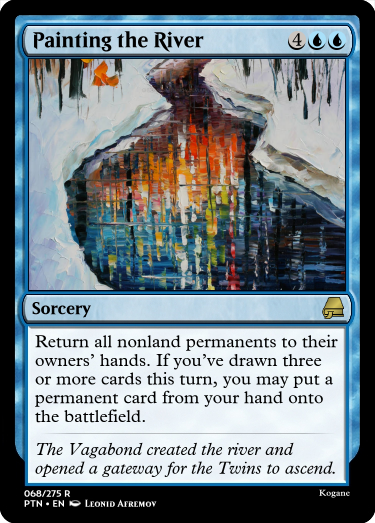 Painting the River 4
Sorcery
Return all nonland permanents to their
owners' hands. If you've drawn three
or more cards this turn, you may put a
permanent card from your hand onto
the battlefield.
The Vagabond created the river and
opened a gateway for the Twins to ascend.
068/275 R
Kogane
PTN • EN Leonid Afremov